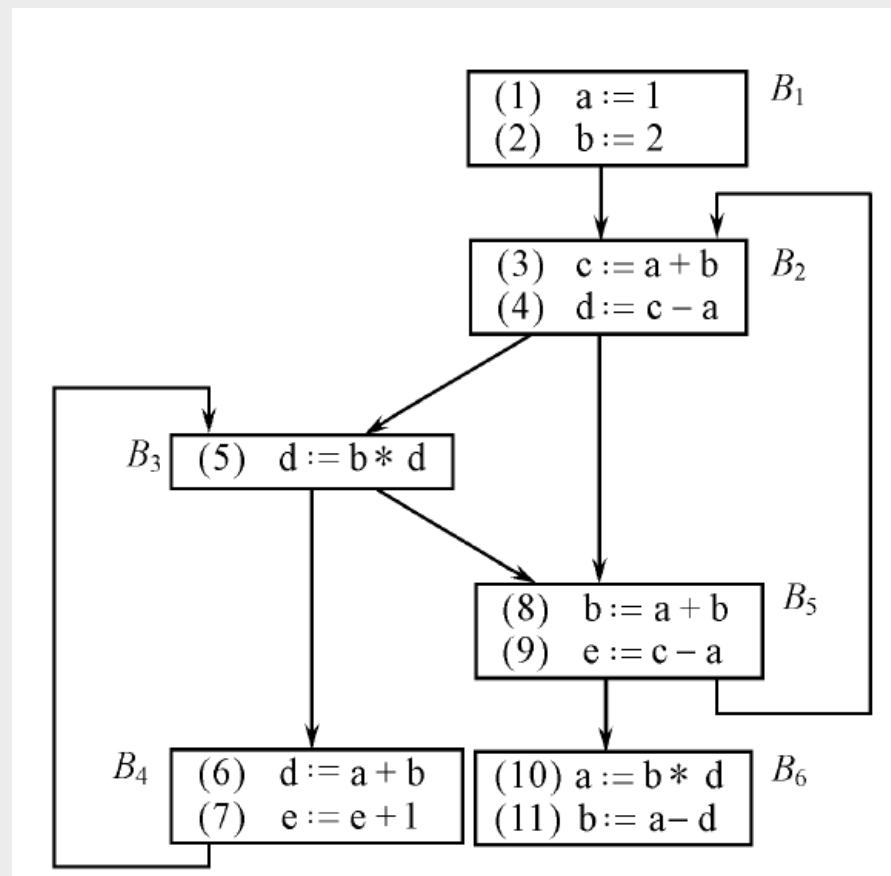 (1) a := 1
B₁
(2) b := 2
(3) c := a + b
B₂
(4) d := c − a
B₃
(5) d := b * d
(8) b := a + b
B₅
(9) e := c − a
B₄
(6) d := a + b
(7) e := e + 1
(10) a := b * d
B₆
(11) b := a − d